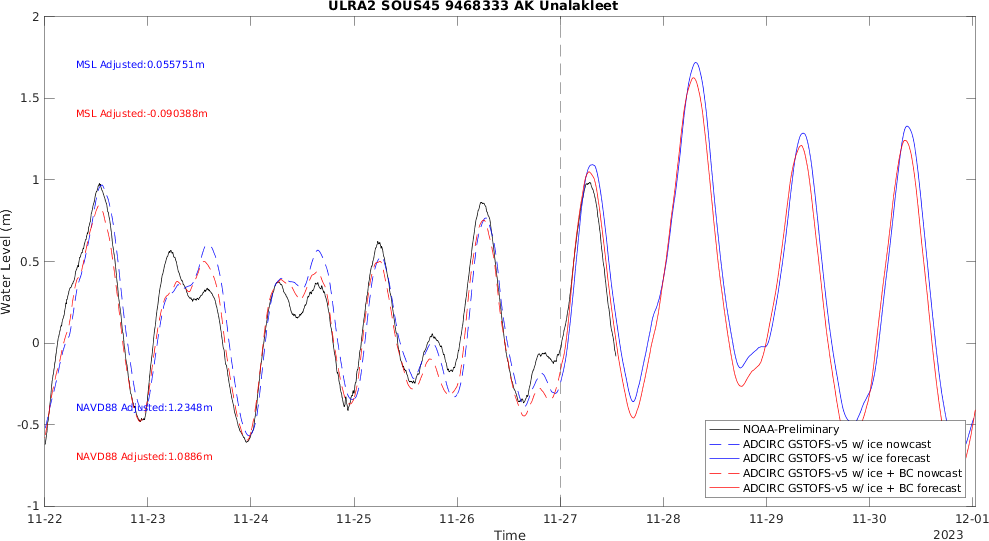 ULRA2 SOUS45 9468333 AK Unalakleet
Water Level (m)
2
1.5
1
0.5
0
-0.5
-1
MSL Adjusted:0.055751m
MSL Adjusted:-0.090388m
NAVD88 Adjusted:1.2348m
NAVD88 Adjusted:1.0886m
NOAA-Preliminary
ADCIRC GSTOFS-v5 w/ ice nowcast
ADCIRC GSTOFS-v5 w/ ice forecast
ADCIRC GSTOFS-v5 w/ ice + BC nowcast
ADCIRC GSTOFS-v5 w/ ice + BC forecast
11-22 11-23 11-24 11-25 11-26 11-27 11-28 11-29 11-30 12-01
Time
2023